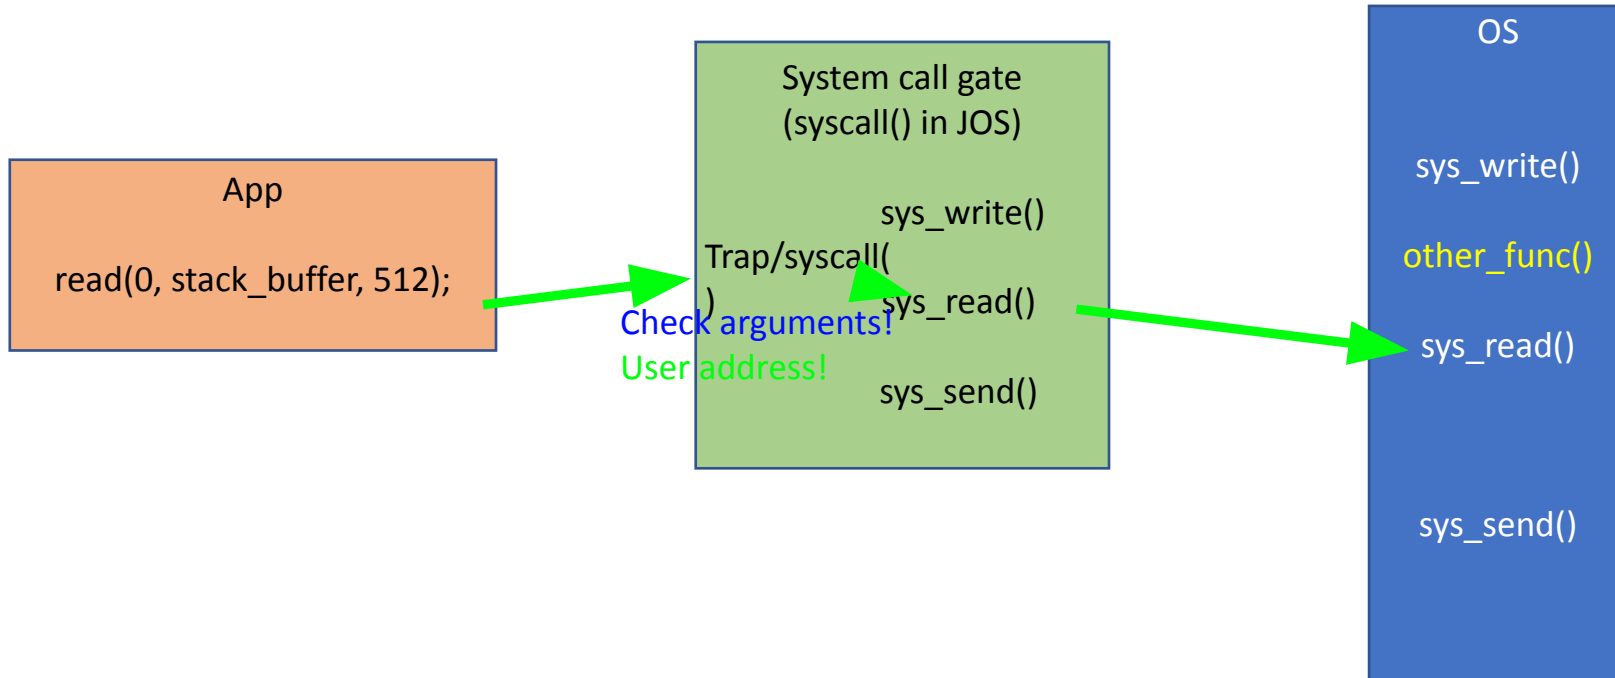 App
read(0, stack_buffer, 512);
System call gate
(syscall() in JOS)
sys_write()
Trap/syscall(
)
sys_read()
Check arguments!
User address!
sys_send()
OS
sys_write()
other_func()
sys_read()
sys_send()